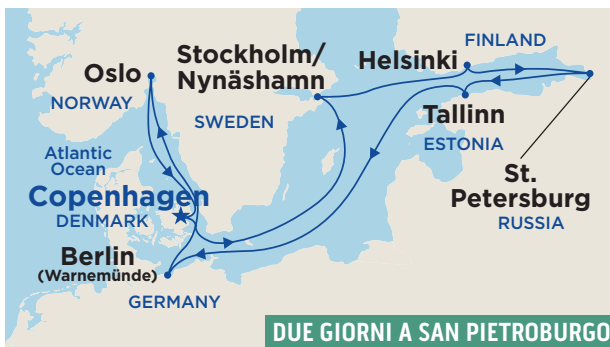 Stockholm/
Nynäshamn
Helsinki
FINLAND
Oslo
NORWAY
SWEDEN
Tallinn
ESTONIA
Atlantic
Ocean
Copenhagen
DENMARK
St.
Petersburg
RUSSIA
Berlin
(Warnemünde)
GERMANY
DUE GIORNI A SAN PIETROBURGO